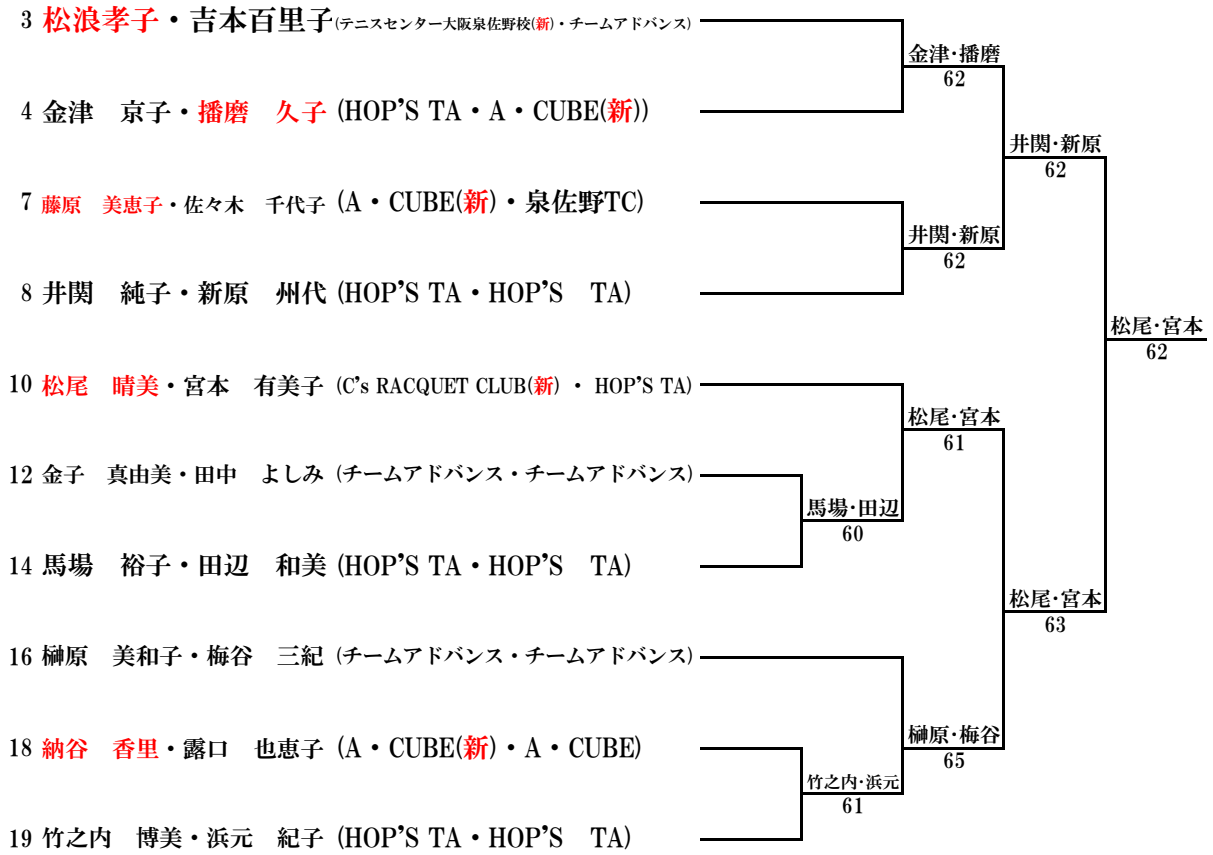 3 松浪孝子・吉本百里子(テニスセンター大阪泉佐野校(新)・チームアドバンス)
金津・播磨
62
4 金津　京子・播磨　久子 (HOP'S TA・A・CUBE(新))
井関・新原
62
7 藤原　美恵子・佐々木　千代子 (A・CUBE(新)・泉佐野TC)
井関・新原
62
8 井関　純子・新原　州代 (HOP'S TA・HOP'S　TA)
松尾・宮本
62
10 松尾　晴美・宮本　有美子 (C's RACQUET CLUB(新) ・ HOP'S TA)
松尾・宮本
61
12 金子　真由美・田中　よしみ (チームアドバンス・チームアドバンス)
馬場・田辺
60
14 馬場　裕子・田辺　和美 (HOP'S TA・HOP'S　TA)
松尾・宮本
63
16 榊原　美和子・梅谷　三紀 (チームアドバンス・チームアドバンス)
榊原・梅谷
65
18 納谷　香里・露口　也恵子 (A・CUBE(新)・A・CUBE)
竹之内・浜元
61
19 竹之内　博美・浜元　紀子 (HOP'S TA・HOP'S　TA)